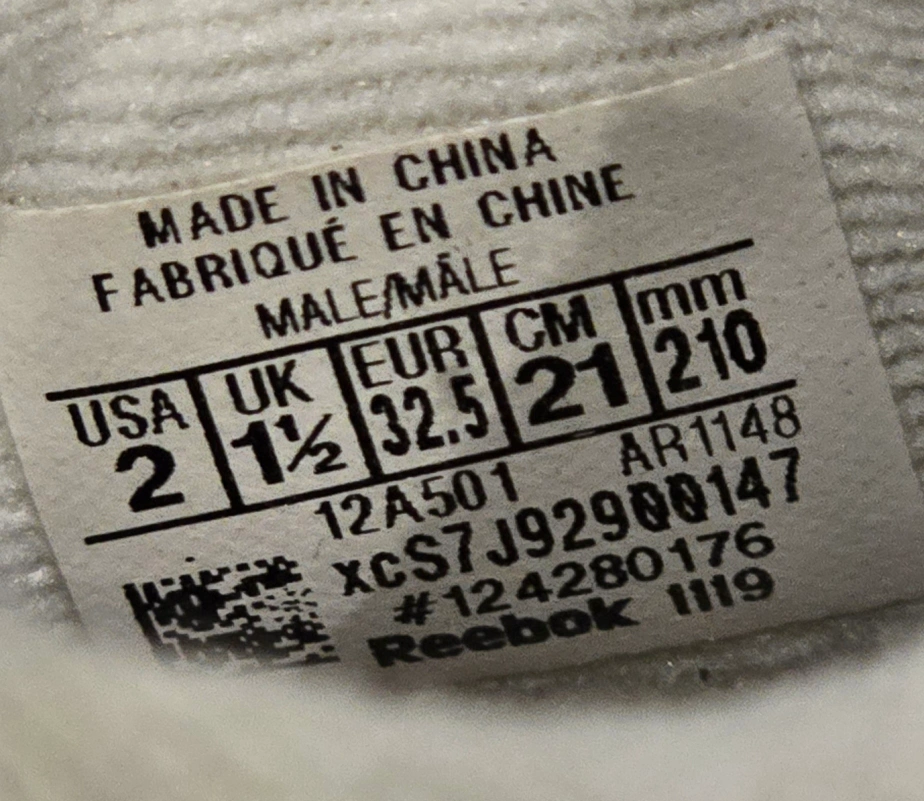 MADE IN CHINA
FABRIQUÉ EN CHINE
MALE/MÂLE
USA UK EUR CM mm
2 1½ 32.5 21 210
12A501 AR1148
xcS7J92900147
#124280176
Reebok 1119